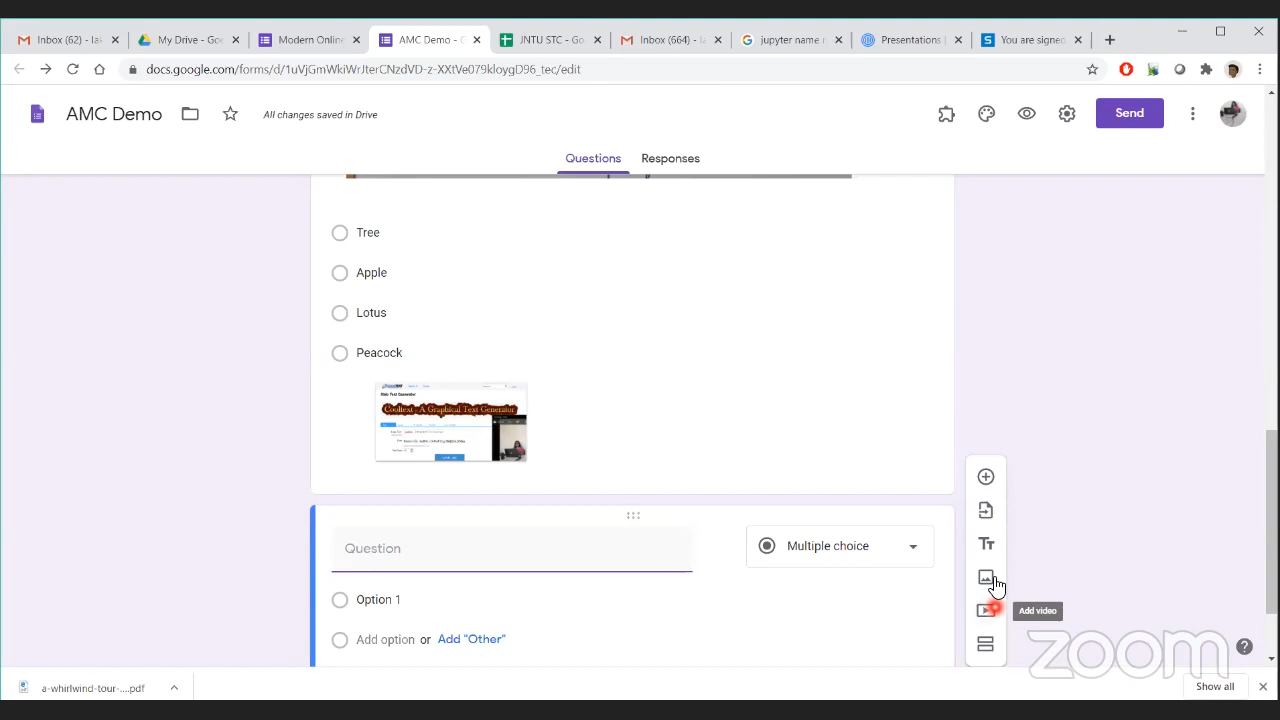 Inbox (62) - lak
My Drive - Goo
Modern Online
AMC Demo - G
JNTU STC - Go
Inbox (664) - la
jupyter name r
Presentations |
You are signed
docs.google.com/forms/d/1uVjGmWkiWrJterCNzdVD-z-XXtVe079kloygD96_tec/edit
AMC Demo
All changes saved in Drive
Send
Questions
Responses
Tree
Apple
Lotus
Peacock
Cooltext - A Graphical Text Generator
Question
Multiple choice
Option 1
Add option or Add "Other"
Tт
Add video
zoom
a-whirlwind-tour-....pdf
Show all